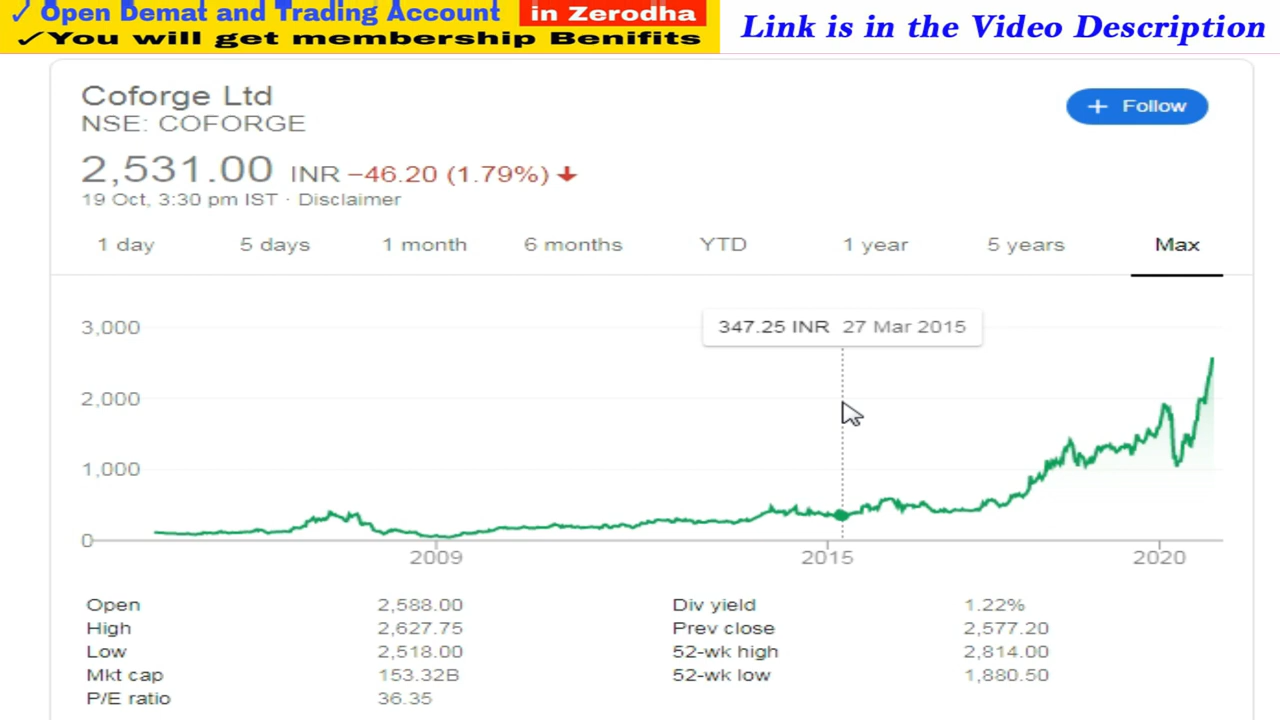 ✓ Open Demat and Trading Account in Zerodha
✓You will get membership Benifits
Link is in the Video Description
Coforge Ltd
NSE: COFORGE
+ Follow
2,531.00 INR −46.20 (1.79%) ↓
19 Oct, 3:30 pm IST · Disclaimer
1 day 5 days 1 month 6 months YTD 1 year 5 years Max
347.25 INR 27 Mar 2015
3,000
2,000
1,000
0
2009 2015 2020
Open 2,588.00 Div yield 1.22%
High 2,627.75 Prev close 2,577.20
Low 2,518.00 52-wk high 2,814.00
Mkt cap 153.32B 52-wk low 1,880.50
P/E ratio 36.35